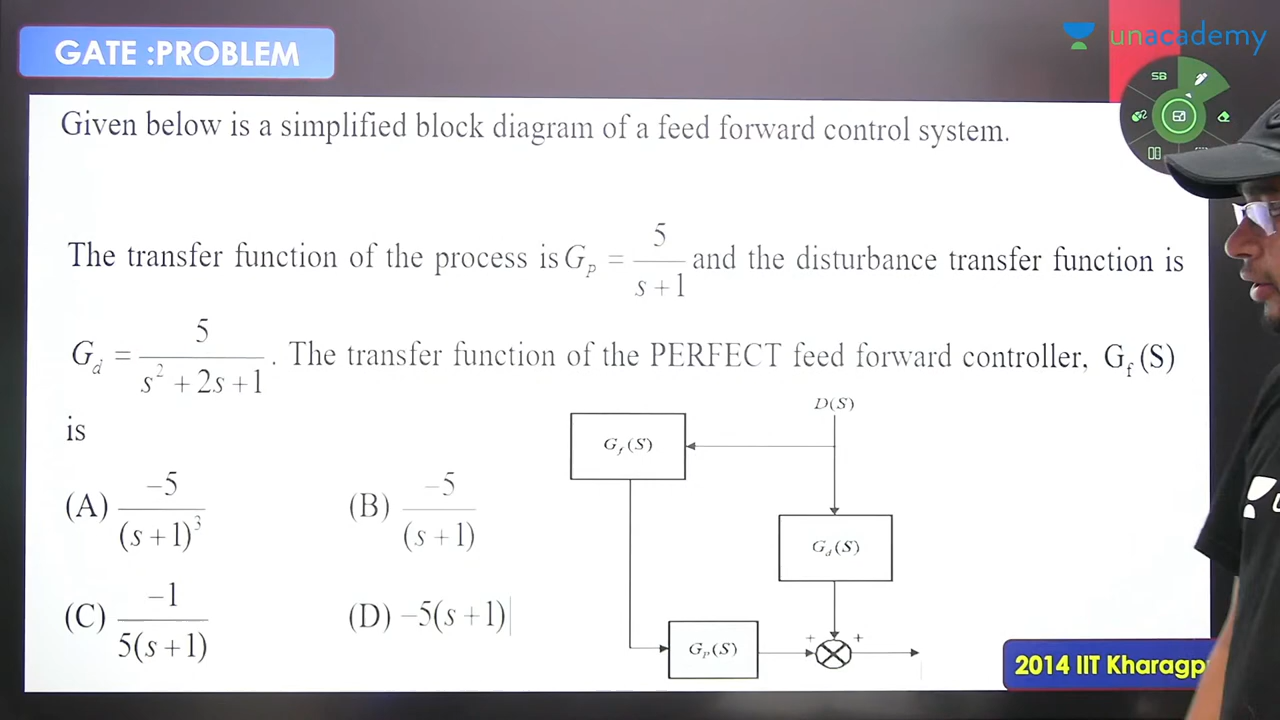 GATE :PROBLEM
unacademy
SB
Given below is a simplified block diagram of a feed forward control system.
The transfer function of the process is G_p = 5/(s+1) and the disturbance transfer function is
G_d = 5/(s²+2s+1). The transfer function of the PERFECT feed forward controller, G_f(S)
is
(A) -5/(s+1)³ (B) -5/(s+1)
(C) -1/5(s+1) (D) -5(s+1)
D(S)
G_f(S)
G_d(S)
G_p(S)
+ +
2014 IIT